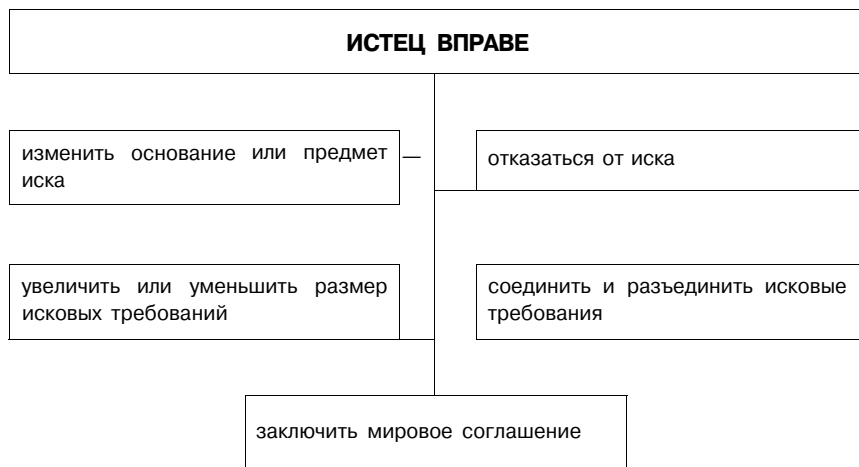 ИСТЕЦ ВПРАВЕ
изменить основание или предмет
иска
отказаться от иска
увеличить или уменьшить размер
исковых требований
соединить и разъединить исковые
требования
заключить мировое соглашение